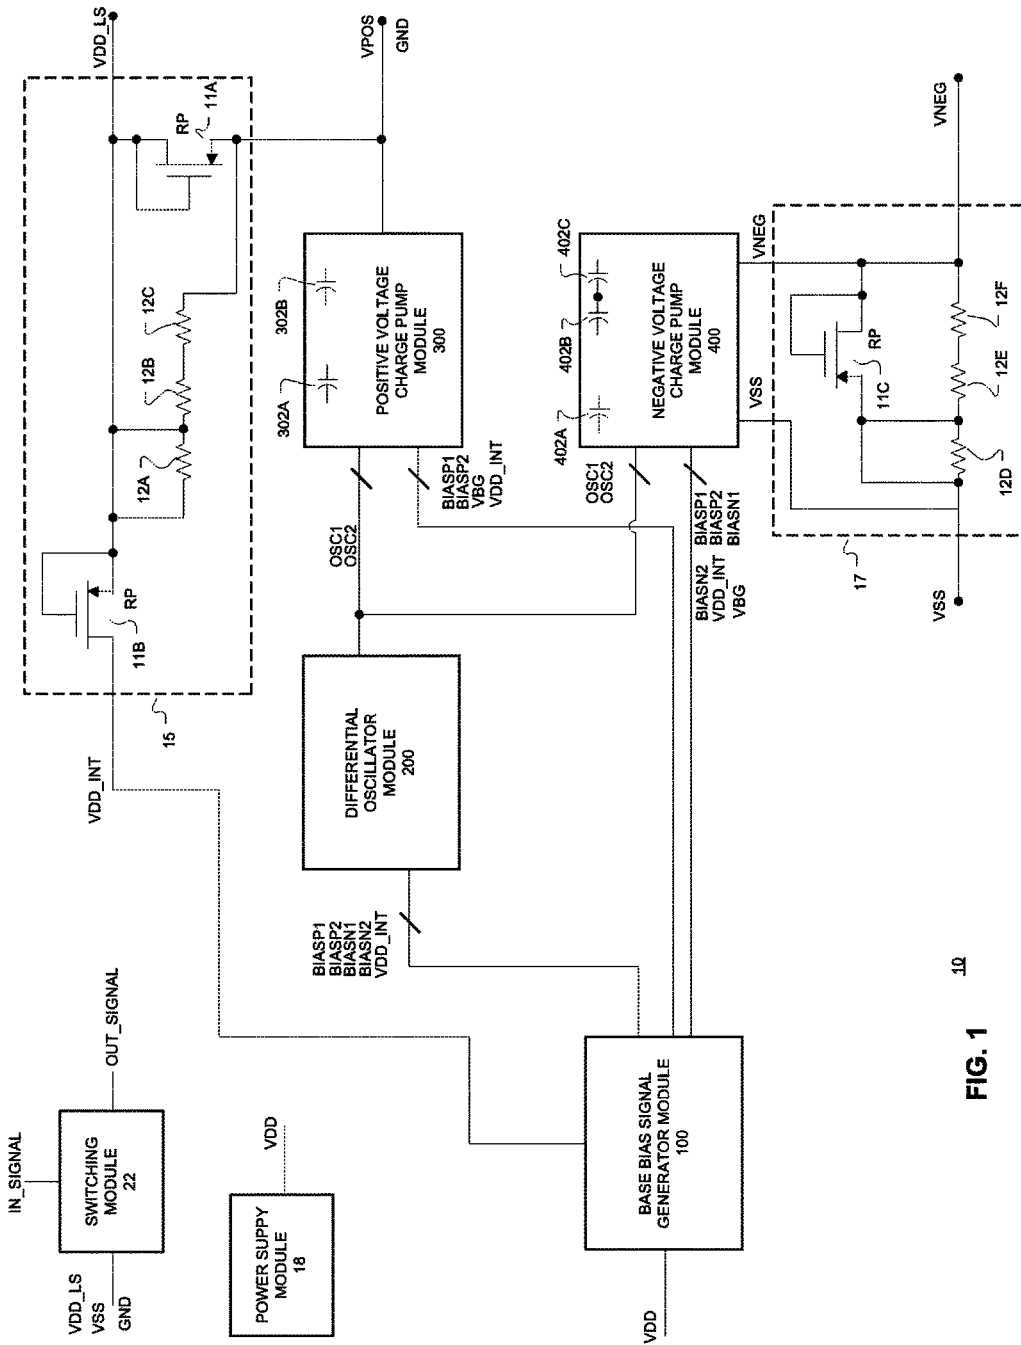 IN_SIGNAL
SWITCHING
MODULE
22
OUT_SIGNAL
VDD_LS
VSS
GND
POWER SUPPY
MODULE
18
VDD
VDD
BASE BIAS SIGNAL
GENERATOR MODULE
100
VDD_INT
BIASP1
BIASP2
BIASN1
BIASN2
VDD_INT
DIFFERENTIAL
OSCILLATOR
MODULE
200
15
11B
RP
12A
12B
12C
RP
11A
VDD_LS
OSC1
OSC2
BIASP1
BIASP2
VBG
VDD_INT
302A
302B
POSITIVE VOLTAGE
CHARGE PUMP
MODULE
300
VPOS
GND
OSC1
OSC2
BIASN2
VDD_INT
VBG
BIASP1
BIASP2
BIASN1
402A
402B
402C
NEGATIVE VOLTAGE
CHARGE PUMP
MODULE
400
VSS
VNEG
17
11C
RP
12D
12E
12F
VSS
VNEG
10
FIG. 1